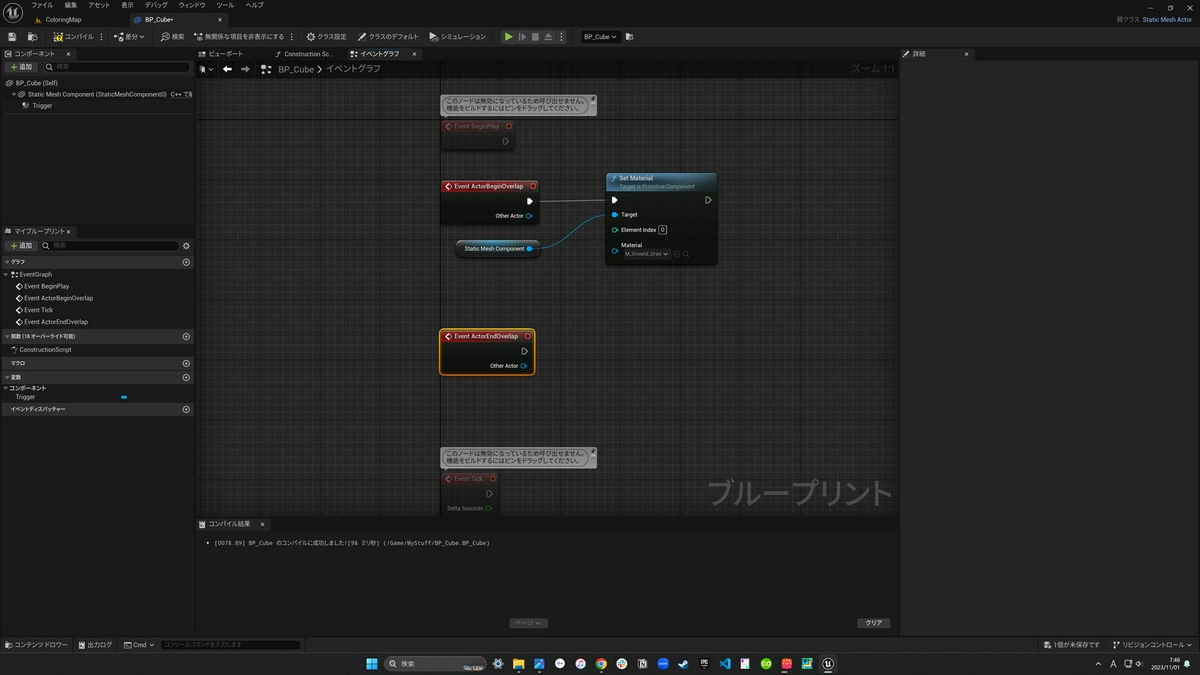 ファイル 編集 アセット 表示 デバッグ ウィンドウ ツール ヘルプ
ColoringMap
BP_Cube*
親クラス Static Mesh Actor
コンパイル
差分
検索
無関係な項目を非表示にする
クラス設定
クラスのデフォルト
シミュレーション
BP_Cube
コンポーネント
追加
検索
BP_Cube (Self)
Static Mesh Component (StaticMeshComponent0)
C++で
Trigger
マイブループリント
追加
検索
グラフ
EventGraph
Event BeginPlay
Event ActorBeginOverlap
Event Tick
Event ActorEndOverlap
関数 (18 オーバーライド可能)
ConstructionScript
マクロ
変数
コンポーネント
Trigger
イベントディスパッチャー
ビューポート
Construction Sc..
イベントグラフ
BP_Cube > イベントグラフ
ズーム 1:1
このノードは無効になっているため呼び出せません。
機能をビルドするにはピンをドラッグしてください。
Event BeginPlay
Event ActorBeginOverlap
Other Actor
Static Mesh Component
Set Material
Target is Primitive Component
Target
Element Index 0
Material
M_Ground_Gras
Event ActorEndOverlap
Other Actor
このノードは無効になっているため呼び出せません。
機能をビルドするにはピンをドラッグしてください。
Event Tick
Delta Seconds
ブループリント
コンパイル結果
[0078.89] BP_Cube のコンパイルに成功しました![98 ミリ秒] (/Game/MyStuff/BP_Cube.BP_Cube)
ページ
クリア
詳細
コンテンツドロワー
出力ログ
Cmd
コンソールコマンドを入力します
1個が未保存です
リビジョンコントロール
検索
A
7:46
2023/11/01